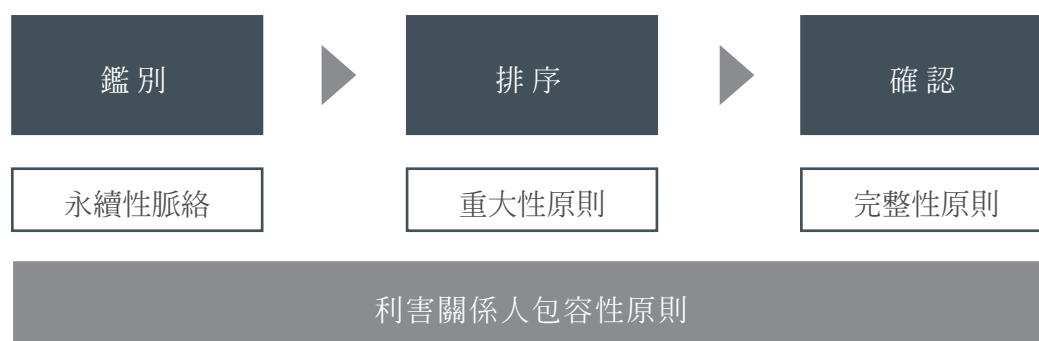 鑑別
排序
確認
永續性脈絡
重大性原則
完整性原則
利害關係人包容性原則